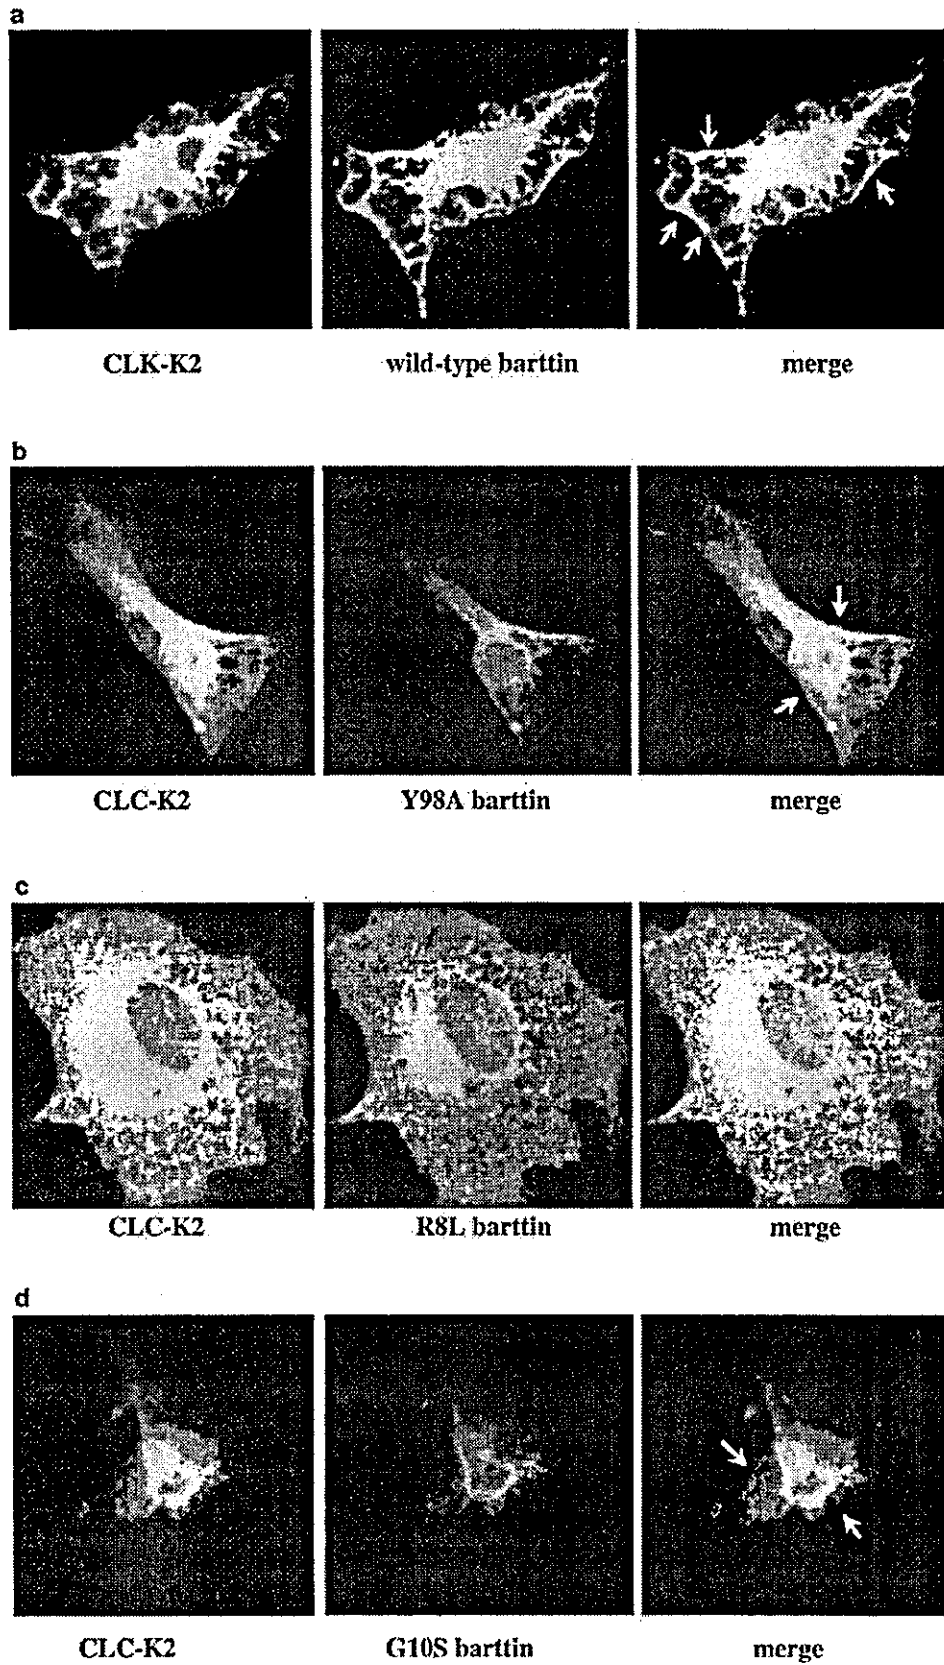 a
CLK-K2 wild-type barttin merge
b
CLC-K2 Y98A barttin merge
c
CLC-K2 R8L barttin merge
d
CLC-K2 G10S barttin merge